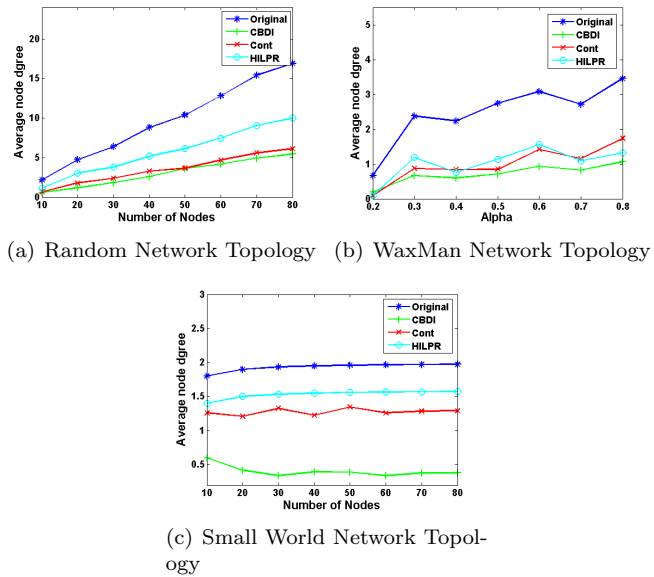 Original
CBDI
Cont
HILPR
Average node dgree
20
15
10
5
0
10 20 30 40 50 60 70 80
Number of Nodes
(a) Random Network Topology
Original
CBDI
Cont
HILPR
Average node dgree
5
4
3
2
1
0
0.2 0.3 0.4 0.5 0.6 0.7 0.8
Alpha
(b) WaxMan Network Topology
Original
CBDI
Cont
HILPR
Average node dgree
3
2.5
2
1.5
1
0.5
10 20 30 40 50 60 70 80
Number of Nodes
(c) Small World Network Topol-
ogy